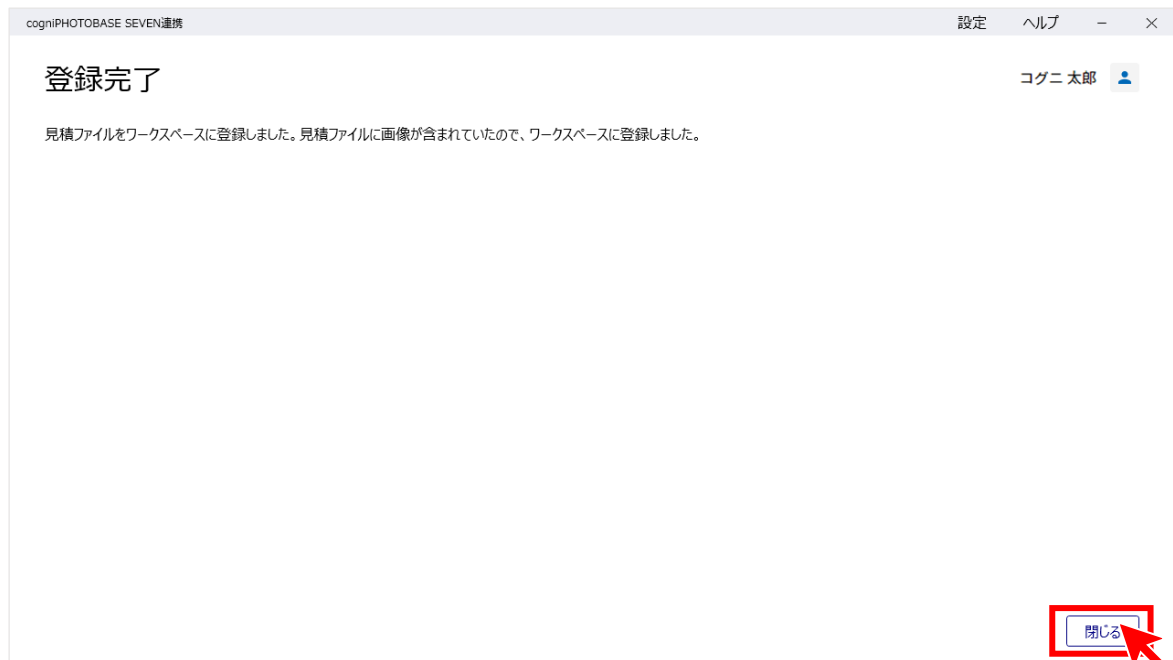 cogniPHOTOBASE SEVEN連携 設定 ヘルプ
登録完了
コグニ 太郎
見積ファイルをワークスペースに登録しました。見積ファイルに画像が含まれていたので、ワークスペースに登録しました。
閉じる